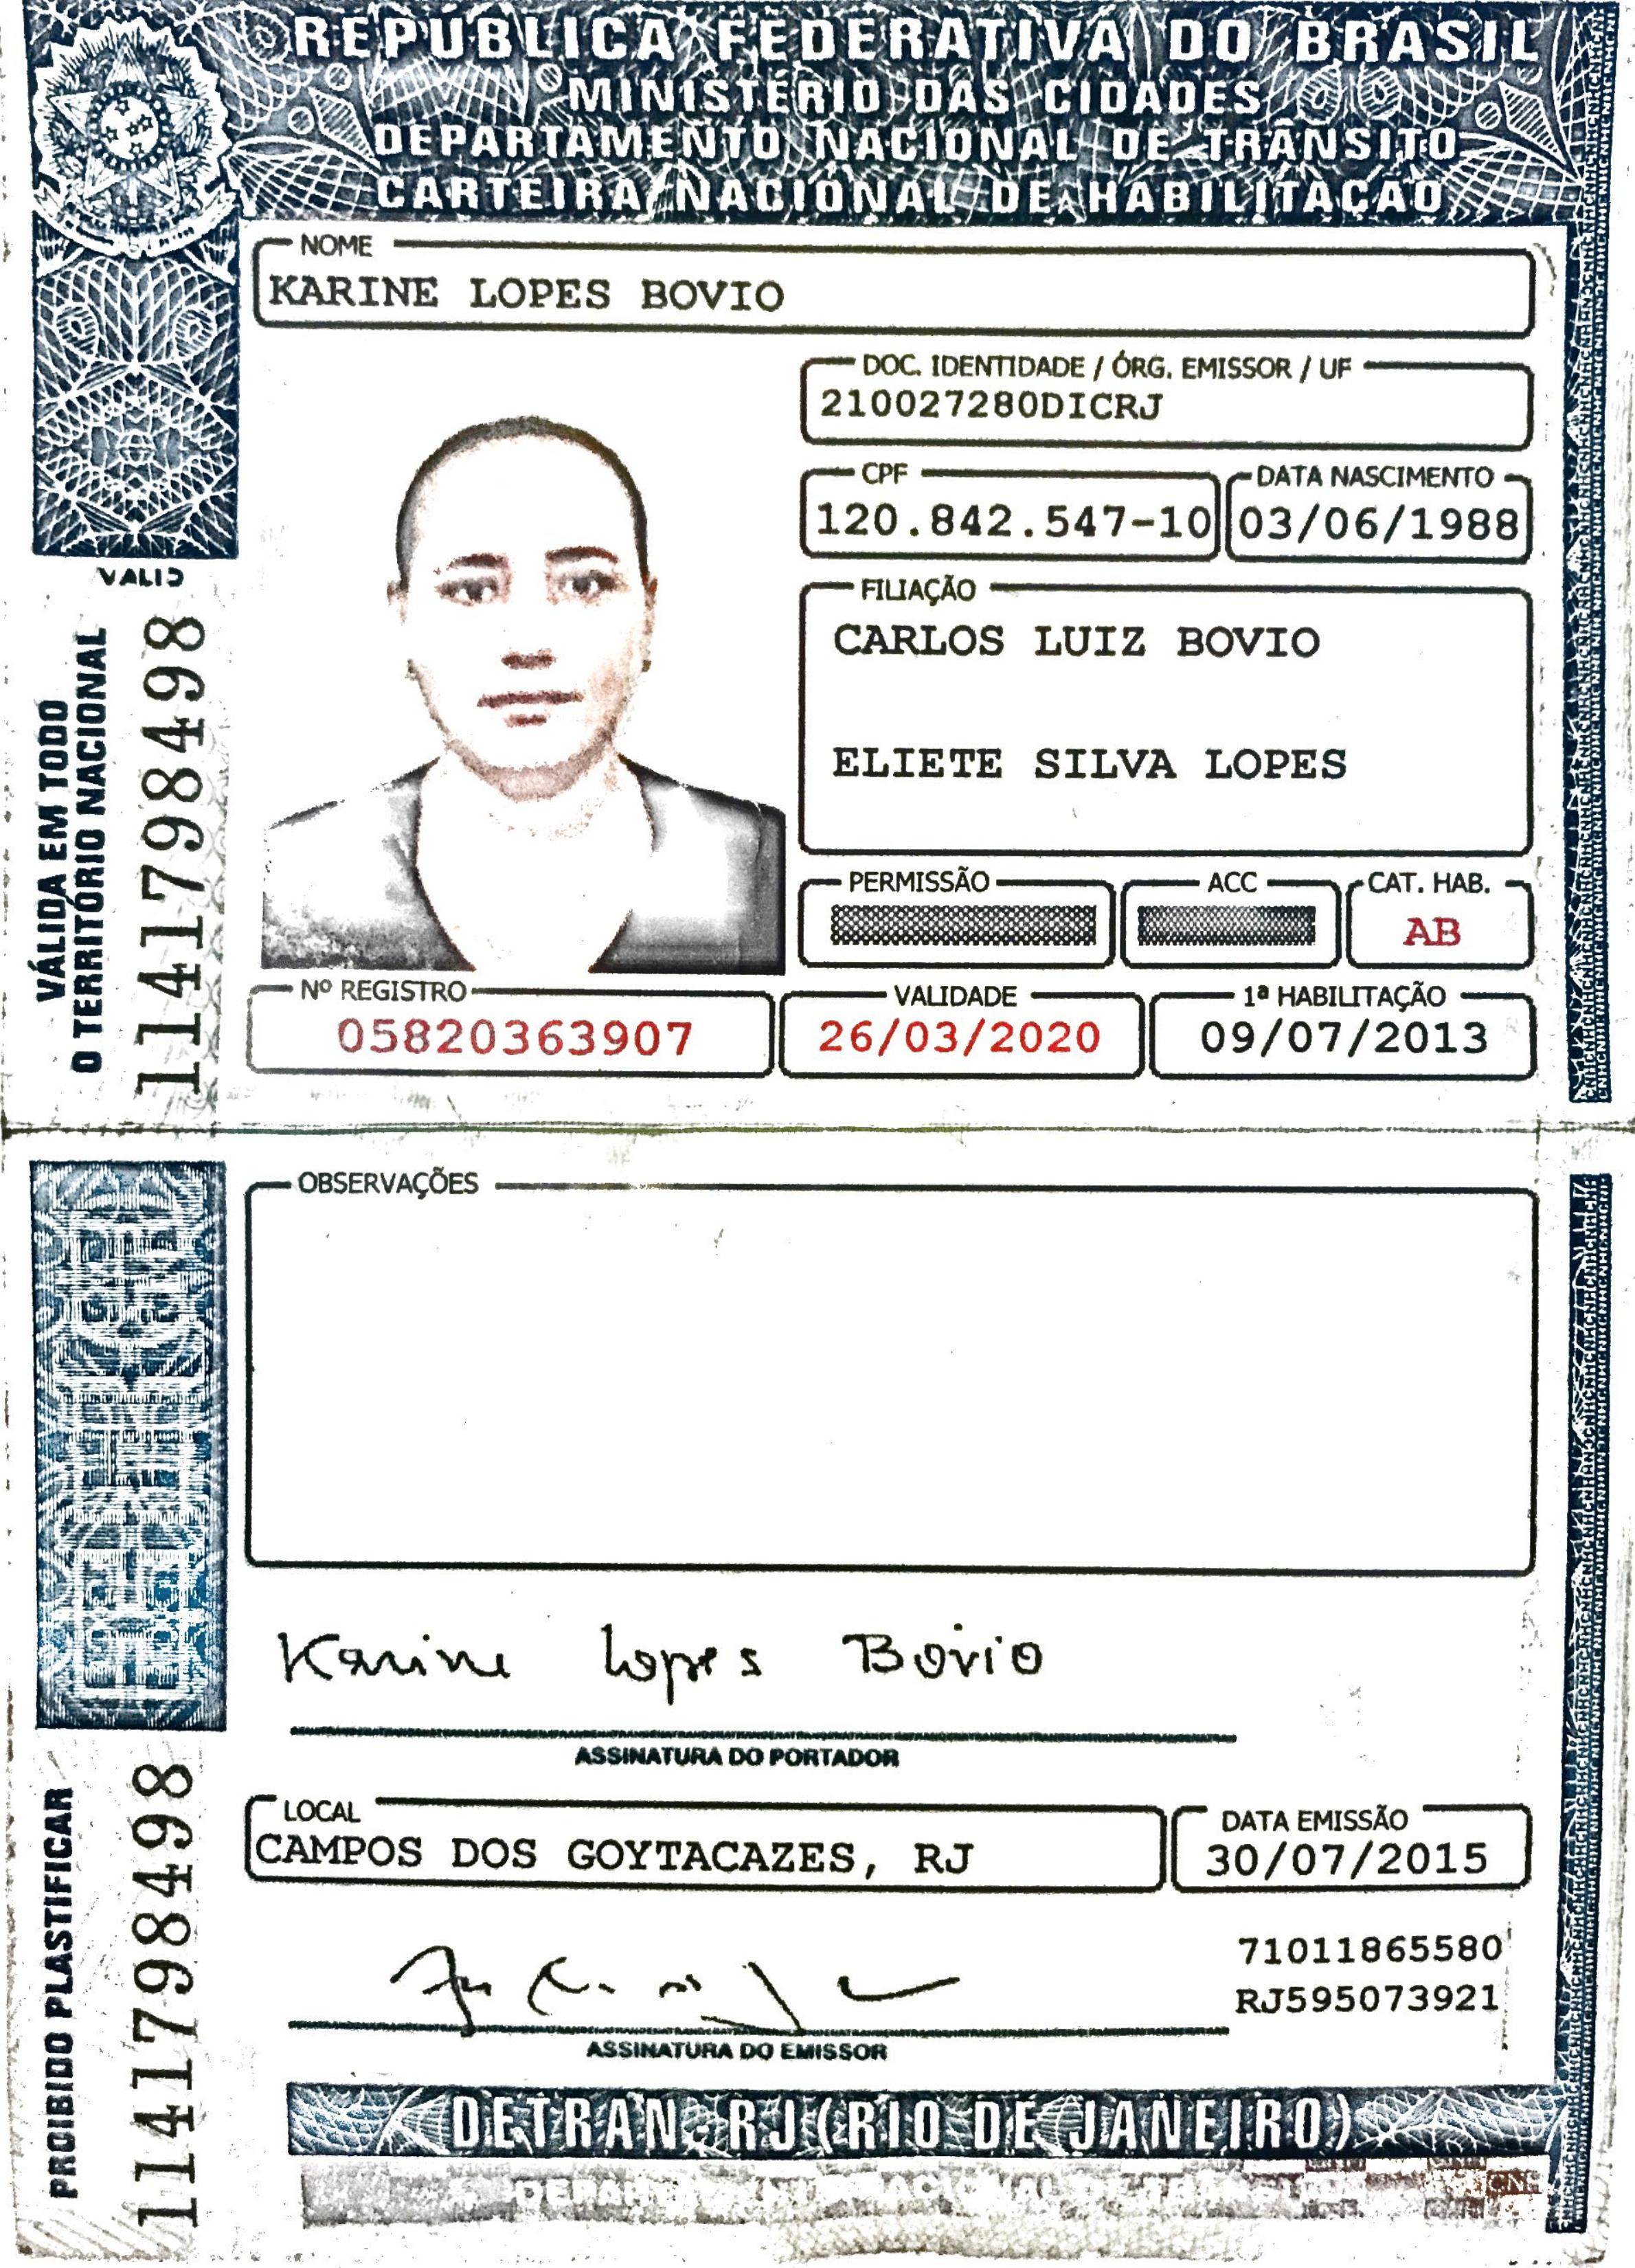 REPÚBLICA FEDERATIVA DO BRASIL
MINISTÉRIO DAS CIDADES
DEPARTAMENTO NACIONAL DE TRÂNSITO
CARTEIRA NACIONAL DE HABILITAÇÃO
NOME
KARINE LOPES BOVIO
DOC. IDENTIDADE / ÓRG. EMISSOR / UF
210027280DICRJ
CPF
120.842.547-10
DATA NASCIMENTO
03/06/1988
FILIAÇÃO
CARLOS LUIZ BOVIO
ELIETE SILVA LOPES
PERMISSÃO
ACC
CAT. HAB.
AB
Nº REGISTRO
05820363907
VALIDADE
26/03/2020
1ª HABILITAÇÃO
09/07/2013
VÁLIDA EM TODO
O TERRITÓRIO NACIONAL
1141798498
OBSERVAÇÕES
Karine Lopes Bovio
ASSINATURA DO PORTADOR
LOCAL
CAMPOS DOS GOYTACAZES, RJ
DATA EMISSÃO
30/07/2015
71011865580
RJ595073921
ASSINATURA DO EMISSOR
PROIBIDO PLASTIFICAR
1141798498
DETRAN-RJ (RIO DE JANEIRO)